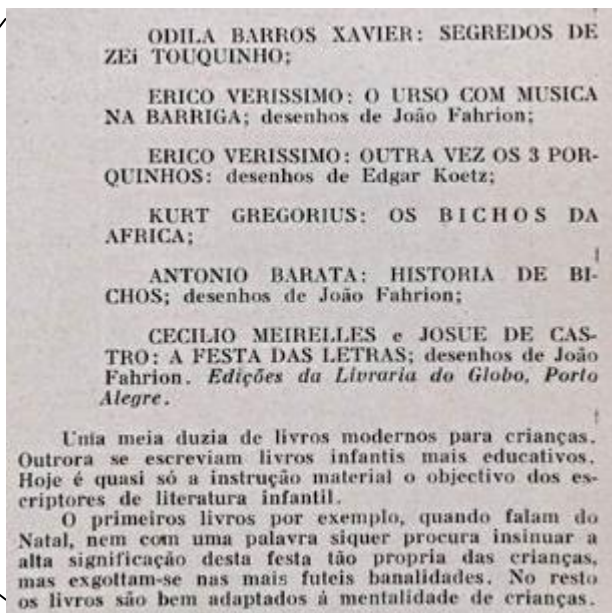 ODILA BARROS XAVIER: SEGREDOS DE
ZEi TOUQUINHO;
ERICO VERISSIMO: O URSO COM MUSICA
NA BARRIGA; desenhos de João Fahrion;
ERICO VERISSIMO: OUTRA VEZ OS 3 POR-
QUINHOS: desenhos de Edgar Koetz;
KURT GREGORIUS: OS BICHOS DA
AFRICA;
ANTONIO BARATA: HISTORIA DE BI-
CHOS; desenhos de João Fahrion;
CECILIO MEIRELLES e JOSUE DE CAS-
TRO: A FESTA DAS LETRAS; desenhos de João
Fahrion. Edições da Livraria do Globo, Porto
Alegre.
Uma meia duzia de livros modernos para crianças.
Outrora se escreviam livros infantis mais educativos.
Hoje é quasi só a instrução material o objectivo dos es-
criptores de literatura infantil.
O primeiros livros por exemplo, quando falam do
Natal, nem com uma palavra siquer procura insinuar a
alta significação desta festa tão propria das crianças,
mas exgottam-se nas mais futeis banalidades. No resto
os livros são bem adaptados á mentalidade de crianças.